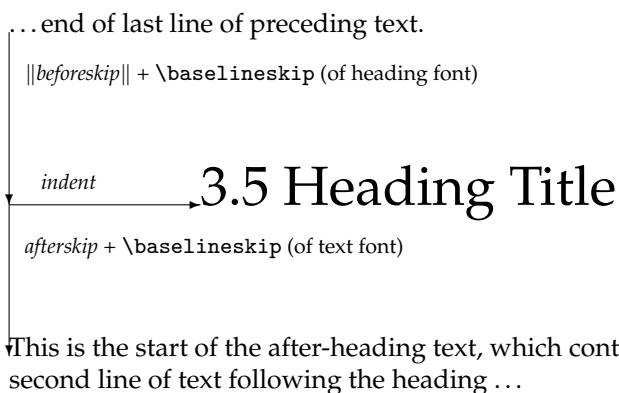 ...end of last line of preceding text.
||beforeskip|| + \baselineskip (of heading font)
indent
3.5 Heading Title
afterskip + \baselineskip (of text font)
This is the start of the after-heading text, which cont
second line of text following the heading ...